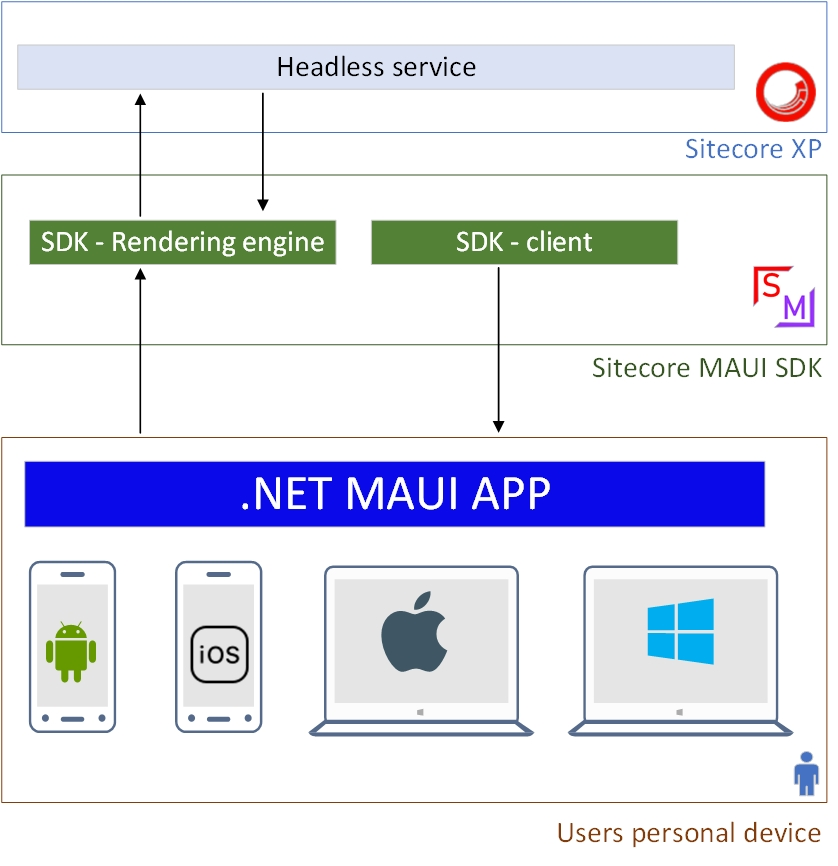 Headless service
Sitecore XP
SDK - Rendering engine
SDK - client
S
M
Sitecore MAUI SDK
.NET MAUI APP
iOS
Users personal device